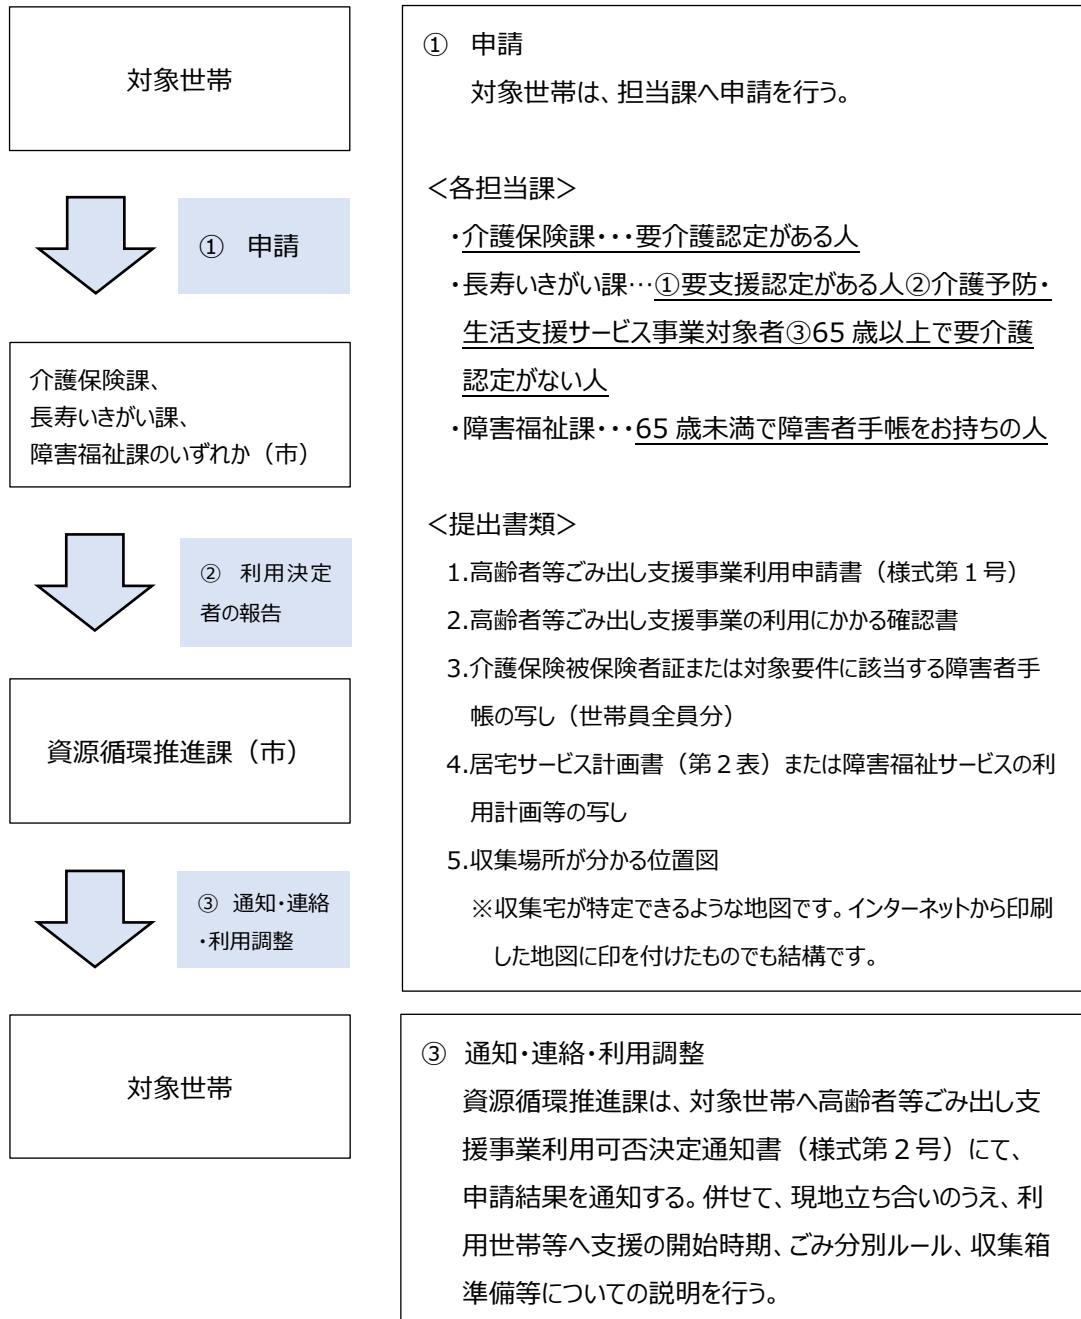 対象世帯
① 申請
介護保険課、
長寿いきがい課、
障害福祉課のいずれか（市）
② 利用決定
者の報告
資源循環推進課（市）
③ 通知・連絡
・利用調整
対象世帯
① 申請
対象世帯は、担当課へ申請を行う。
＜各担当課＞
・介護保険課・・・要介護認定がある人
・長寿いきがい課…①要支援認定がある人②介護予防・
生活支援サービス事業対象者③65 歳以上で要介護
認定がない人
・障害福祉課・・・65 歳未満で障害者手帳をお持ちの人
＜提出書類＞
1.高齢者等ごみ出し支援事業利用申請書（様式第１号）
2.高齢者等ごみ出し支援事業の利用にかかる確認書
3.介護保険被保険者証または対象要件に該当する障害者手
帳の写し（世帯員全員分）
4.居宅サービス計画書（第２表）または障害福祉サービスの利
用計画等の写し
5.収集場所が分かる位置図
※収集宅が特定できるような地図です。インターネットから印刷
した地図に印を付けたものでも結構です。
③ 通知・連絡・利用調整
資源循環推進課は、対象世帯へ高齢者等ごみ出し支
援事業利用可否決定通知書（様式第２号）にて、
申請結果を通知する。併せて、現地立ち合いのうえ、利
用世帯等へ支援の開始時期、ごみ分別ルール、収集箱
準備等についての説明を行う。